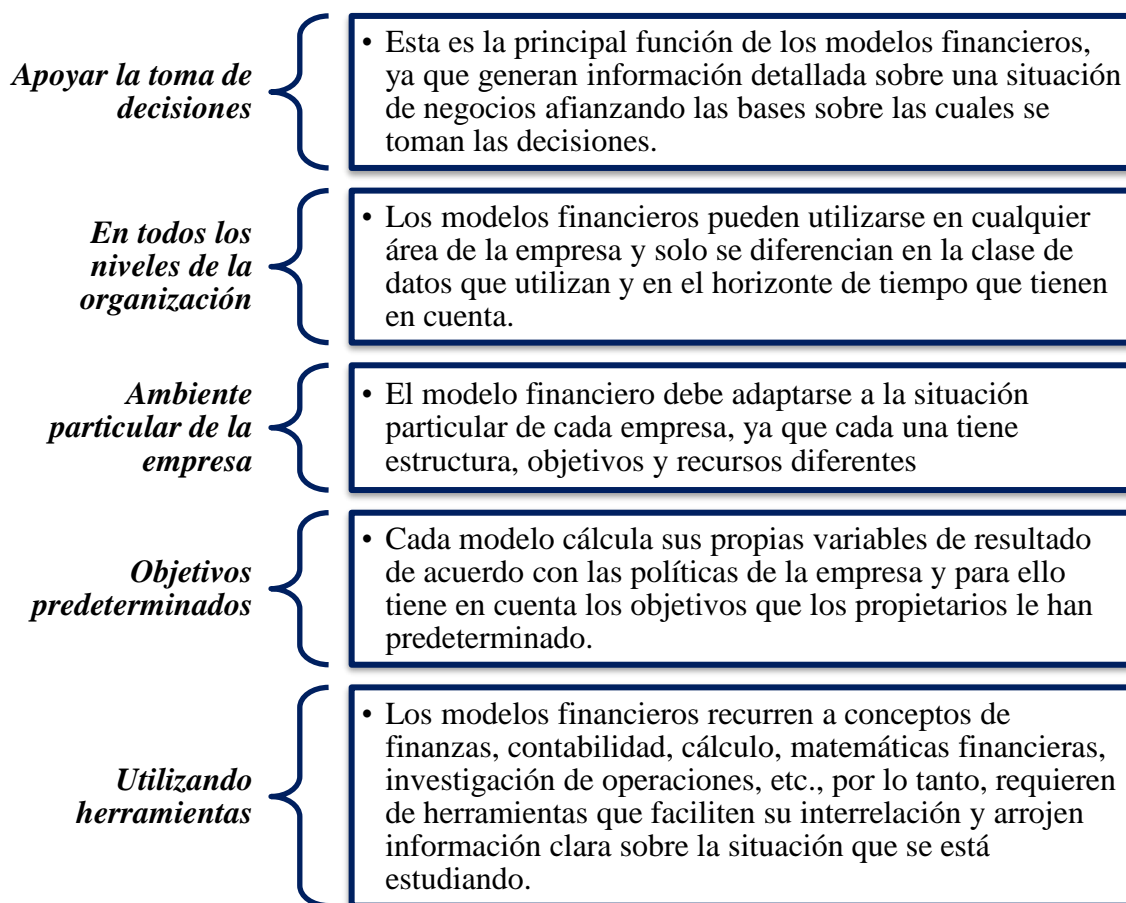 Apoyar la toma de
decisiones
• Esta es la principal función de los modelos financieros,
ya que generan información detallada sobre una situación
de negocios afianzando las bases sobre las cuales se
toman las decisiones.
En todos los
niveles de la
organización
• Los modelos financieros pueden utilizarse en cualquier
área de la empresa y solo se diferencian en la clase de
datos que utilizan y en el horizonte de tiempo que tienen
en cuenta.
Ambiente
particular de la
empresa
• El modelo financiero debe adaptarse a la situación
particular de cada empresa, ya que cada una tiene
estructura, objetivos y recursos diferentes
Objetivos
predeterminados
• Cada modelo cálcula sus propias variables de resultado
de acuerdo con las políticas de la empresa y para ello
tiene en cuenta los objetivos que los propietarios le han
predeterminado.
Utilizando
herramientas
• Los modelos financieros recurren a conceptos de
finanzas, contabilidad, cálculo, matemáticas financieras,
investigación de operaciones, etc., por lo tanto, requieren
de herramientas que faciliten su interrelación y arrojen
información clara sobre la situación que se está
estudiando.